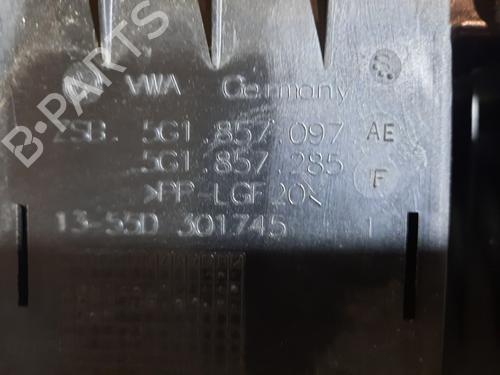 VWA Germany S
ZSB. 5G1.857.097 AE
5G1.857.285 F
>PP-LGF20<
13-55D 301745 1
B-PARTS